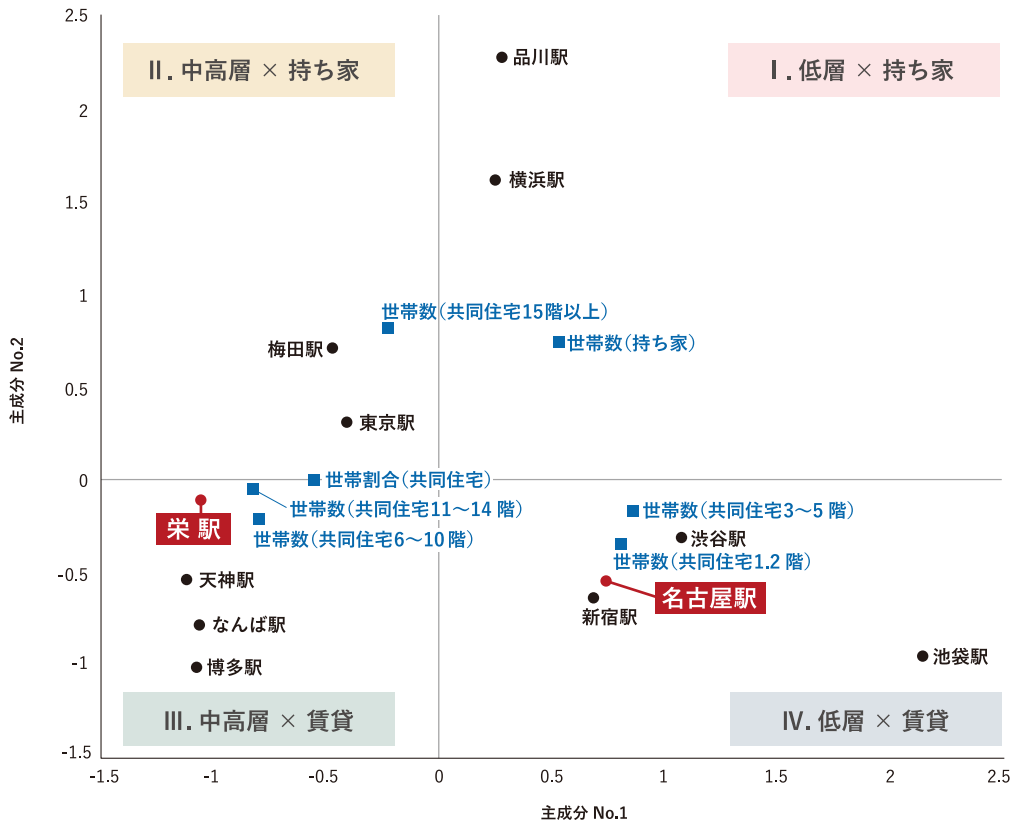 2.5
品川駅
II. 中高層 × 持ち家
I. 低層 × 持ち家
2
横浜駅
1.5
1
世帯数(共同住宅15階以上)
世帯数(持ち家)
梅田駅
0.5
東京駅
主成分 No.2
0
世帯割合(共同住宅)
世帯数(共同住宅11〜14 階)
世帯数(共同住宅3〜5 階)
栄 駅
世帯数(共同住宅6〜10 階)
渋谷駅
世帯数(共同住宅1.2 階)
-0.5
天神駅
名古屋駅
新宿駅
なんば駅
-1
博多駅
池袋駅
III. 中高層 × 賃貸
IV. 低層 × 賃貸
-1.5
-1.5
-1
-0.5
0
0.5
1
1.5
2
2.5
主成分 No.1